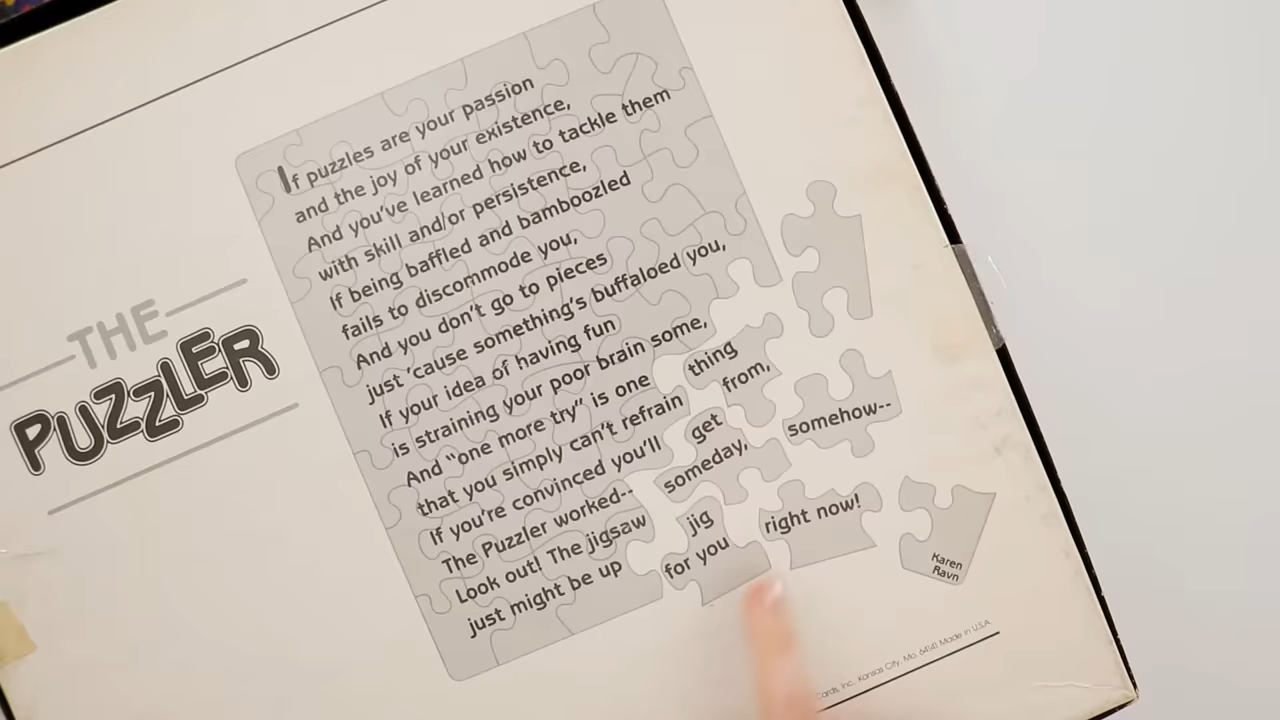 THE
PUZZLER
If puzzles are your passion
and the joy of your existence,
And you've learned how to tackle them
with skill and/or persistence,
If being baffled and bamboozled
fails to discommode you,
And you don't go to pieces
just 'cause something's buffaloed you,
If your idea of having fun
is straining your poor brain some,
And "one more try" is one thing
that you simply can't refrain from,
If you're convinced you'll get
The Puzzler worked-- someday, somehow--
Look out! The jigsaw jig
just might be up for you right now!
Karen
Ravn
Cards, Inc. Kansas City, Mo. 64141 Made in U.S.A.